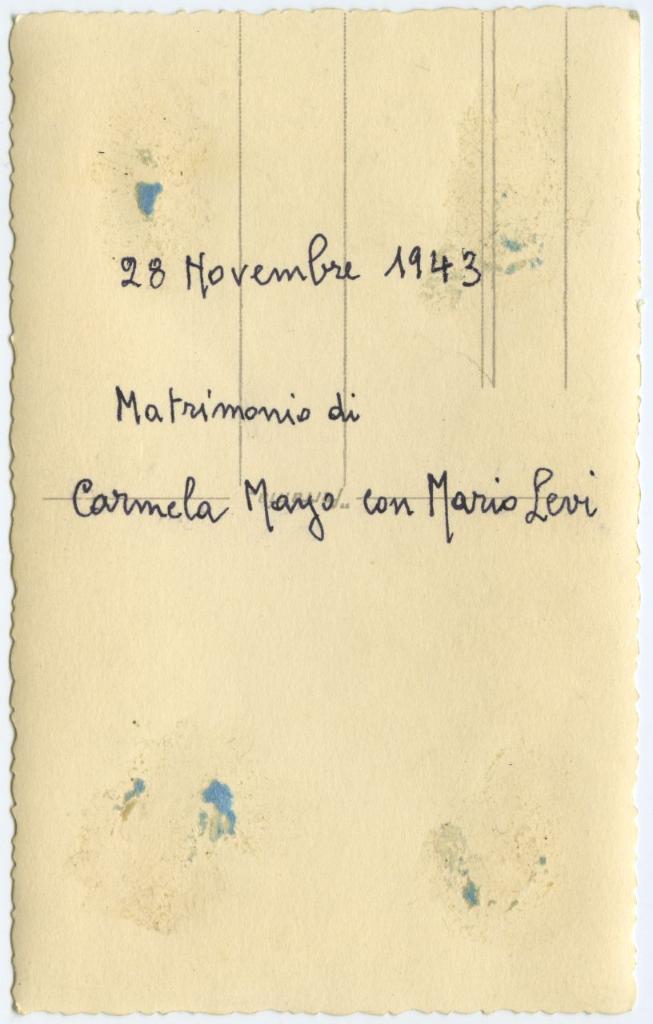 28 Novembre 1943
Matrimonio di
Carmela Mayo con Mario Levi